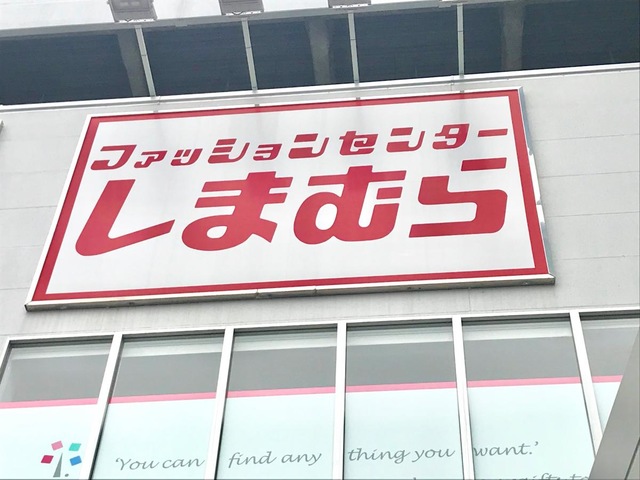 ファッションセンター
しまむら
'You can find any thing you want.'